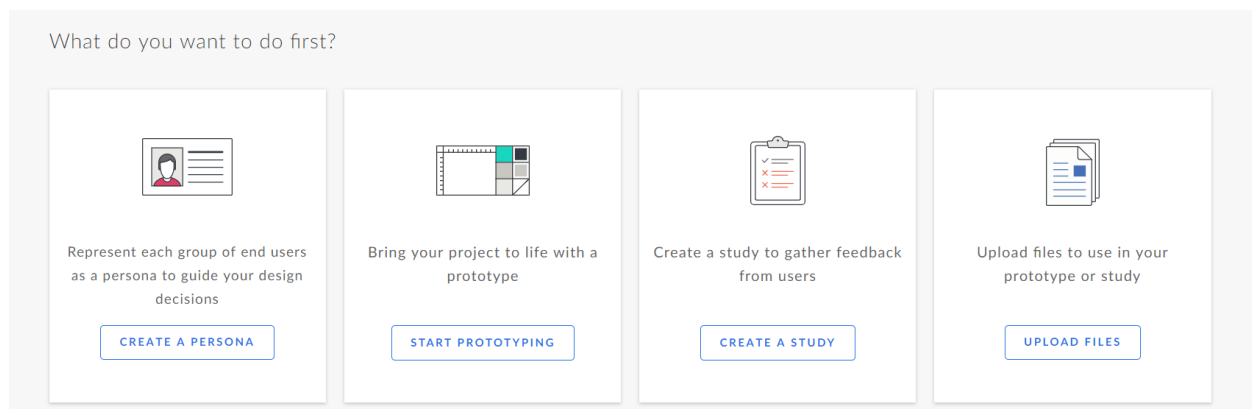 What do you want to do first?
Represent each group of end users
as a persona to guide your design
decisions
CREATE A PERSONA
Bring your project to life with a
prototype
START PROTOTYPING
Create a study to gather feedback
from users
CREATE A STUDY
Upload files to use in your
prototype or study
UPLOAD FILES